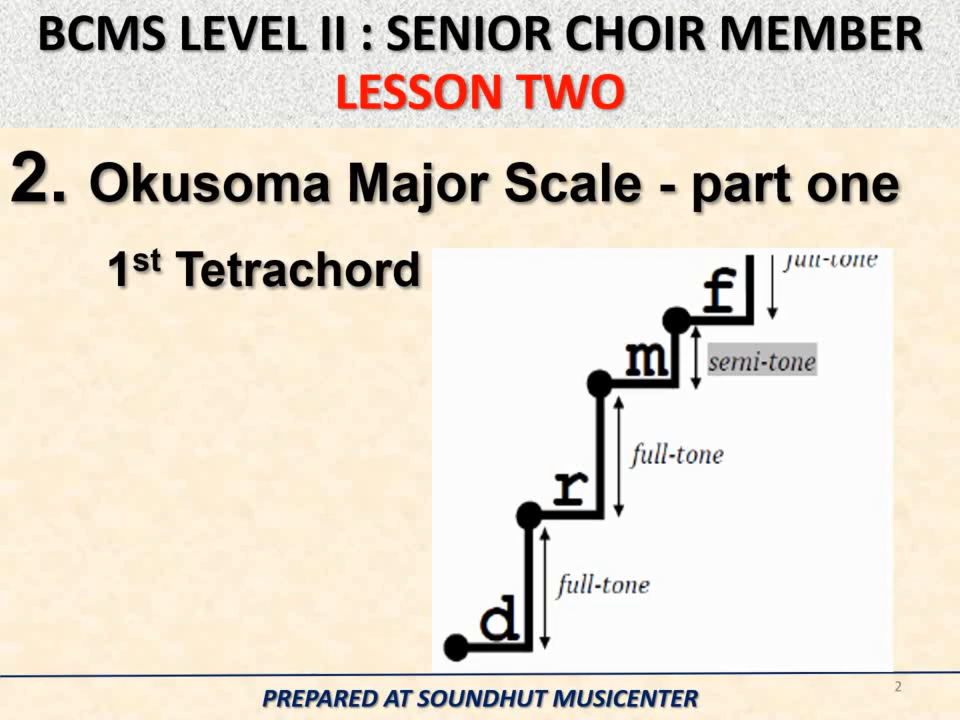 BCMS LEVEL II : SENIOR CHOIR MEMBER
LESSON TWO
2. Okusoma Major Scale - part one
1st Tetrachord
full-tone
f
m
semi-tone
full-tone
r
full-tone
d
PREPARED AT SOUNDHUT MUSICENTER
2